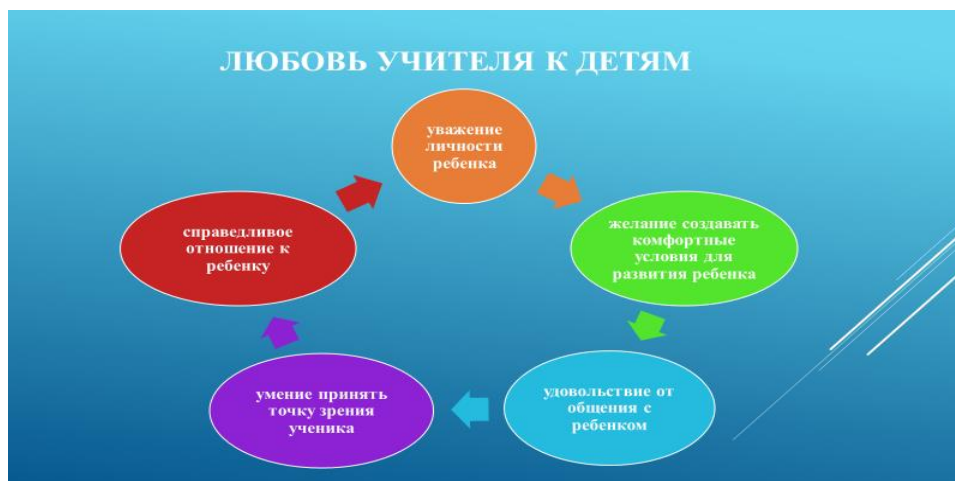 ЛЮБОВЬ УЧИТЕЛЯ К ДЕТЯМ
уважение
личности
ребенка
желание создавать
комфортные
условия для
развития ребенка
удовольствие от
общения с
ребенком
умение принять
точку зрения
ученика
справедливое
отношение к
ребенку